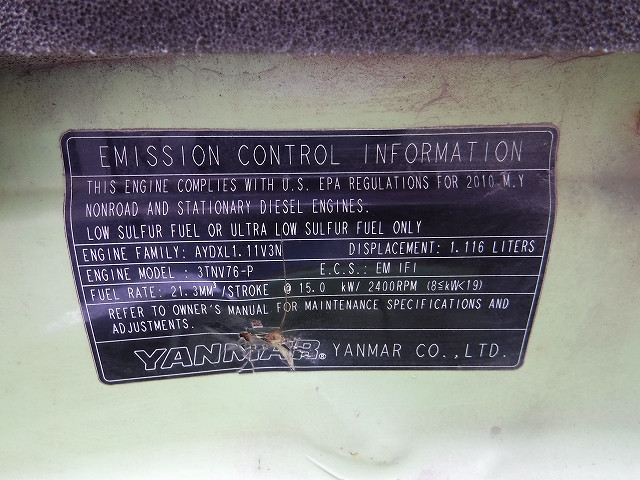 EMISSION CONTROL INFORMATION
THIS ENGINE COMPLIES WITH U.S. EPA REGULATIONS FOR 2010 M.Y
NONROAD AND STATIONARY DIESEL ENGINES.
LOW SULFUR FUEL OR ULTRA LOW SULFUR FUEL ONLY
ENGINE FAMILY: AYDXL1.11V3N DISPLACEMENT: 1.116 LITERS
ENGINE MODEL : 3TNV76-P E.C.S.: EM IFI
FUEL RATE: 21.3MM³/STROKE @ 15.0 kW/ 2400RPM (8≤kW<19)
REFER TO OWNER'S MANUAL FOR MAINTENANCE SPECIFICATIONS AND
ADJUSTMENTS.
YANMAR® YANMAR CO.,LTD.